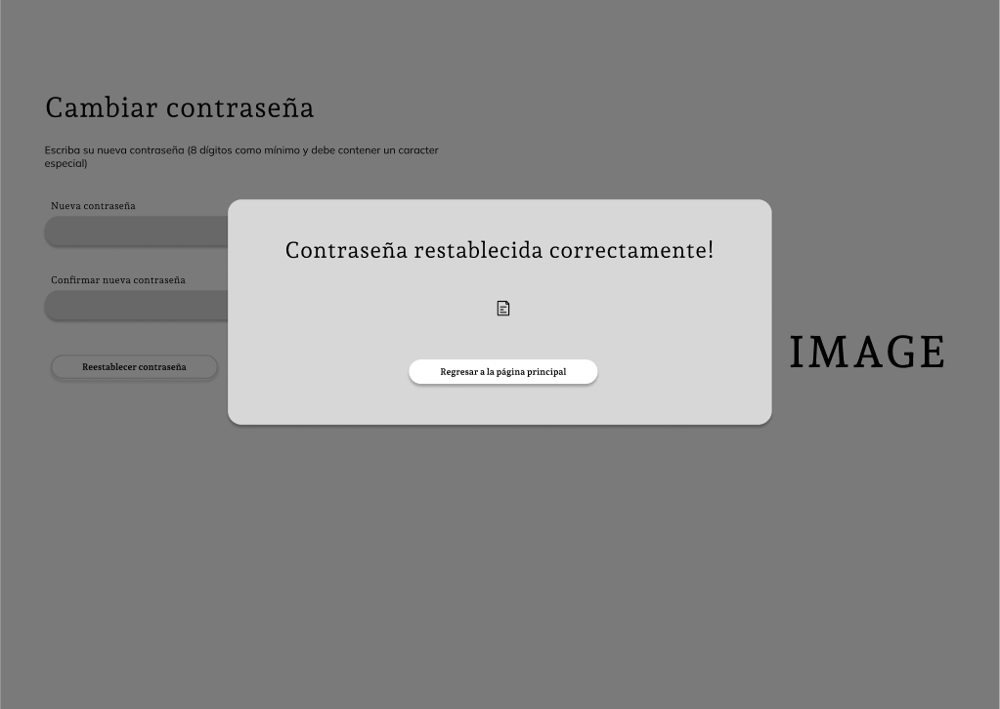 Cambiar contraseña
Escriba su nueva contraseña (8 dígitos como mínimo y debe contener un caracter
especial)
Nueva contraseña
Confirmar nueva contraseña
Reestablecer contraseña
Contraseña restablecida correctamente!
Regresar a la página principal
IMAGE